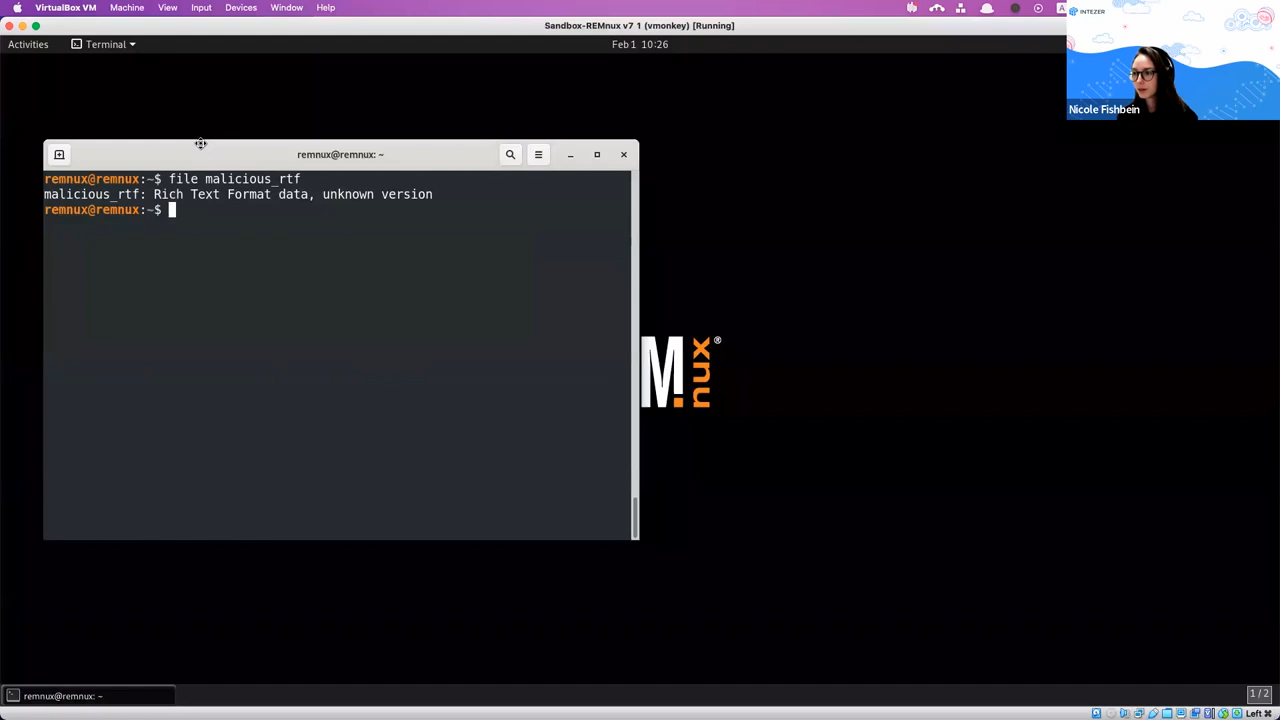 VirtualBox VM Machine View Input Devices Window Help
Sandbox-REMnux v7 1 (vmonkey) [Running]
Activities Terminal Feb 1 10:26
INTEZER
Nicole Fishbein
remnux@remnux: ~
remnux@remnux:~$ file malicious_rtf
malicious_rtf: Rich Text Format data, unknown version
remnux@remnux:~$
M
nux®
remnux@remnux: ~
1 / 2
Left ⌘